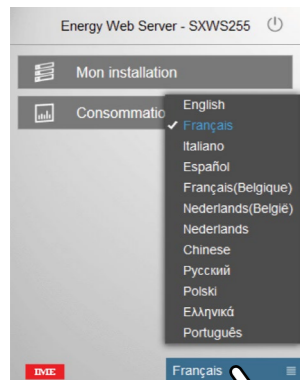 Energy Web Server - SXWS255
Mon installation
Consommatio
English
Français
Italiano
Español
Français(Belgique)
Nederlands(België)
Nederlands
Chinese
Русский
Polski
Ελληνικά
Português
IME
Français